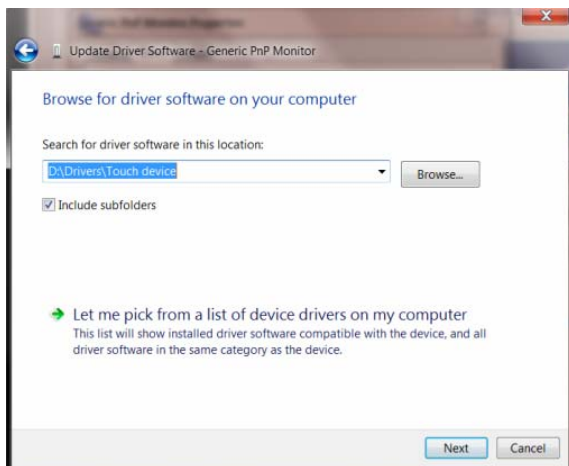 Update Driver Software - Generic PnP Monitor
Browse for driver software on your computer
Search for driver software in this location:
D:\Drivers\Touch device
Browse...
Include subfolders
Let me pick from a list of device drivers on my computer
This list will show installed driver software compatible with the device, and all
driver software in the same category as the device.
Next
Cancel